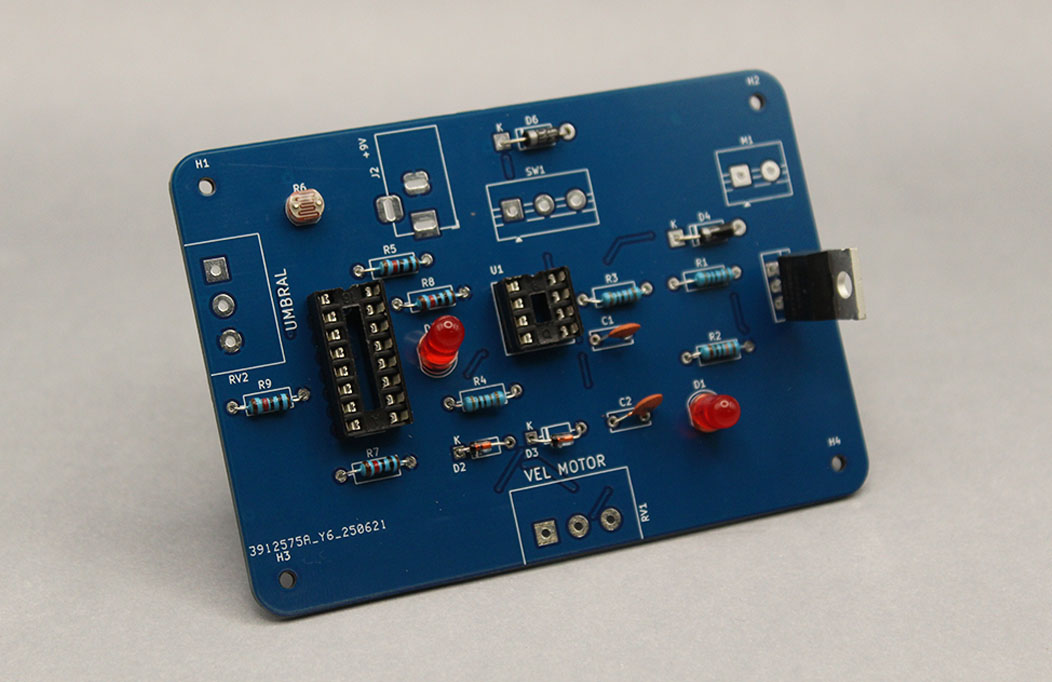 H2
D6
K
+9V
J2
H1
M1
SW1
R6
D4
K
R5
U1
R1
R8
R3
UMBRAL
C1
R2
RV2
R9
R4
D1
C2
K
K
D2
D3
H4
R7
VEL MOTOR
RV1
3912575A_Y6_250621
H3